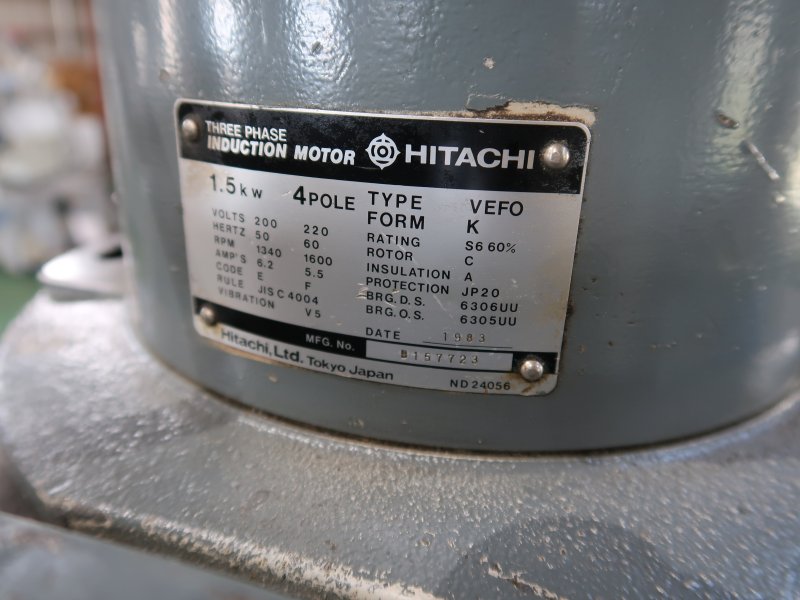 THREE PHASE
INDUCTION MOTOR HITACHI
1.5kW 4POLE TYPE VEFO
FORM K
VOLTS 200 220 RATING S6 60%
HERTZ 50 60 ROTOR C
RPM 1340 1600 INSULATION A
AMP'S 6.2 5.5 PROTECTION JP20
CODE E F BRG.D.S. 6306UU
RULE JIS C 4004 BRG.O.S. 6305UU
VIBRATION V5
DATE 1983
MFG. No. B157723
Hitachi, Ltd. Tokyo Japan
ND24056